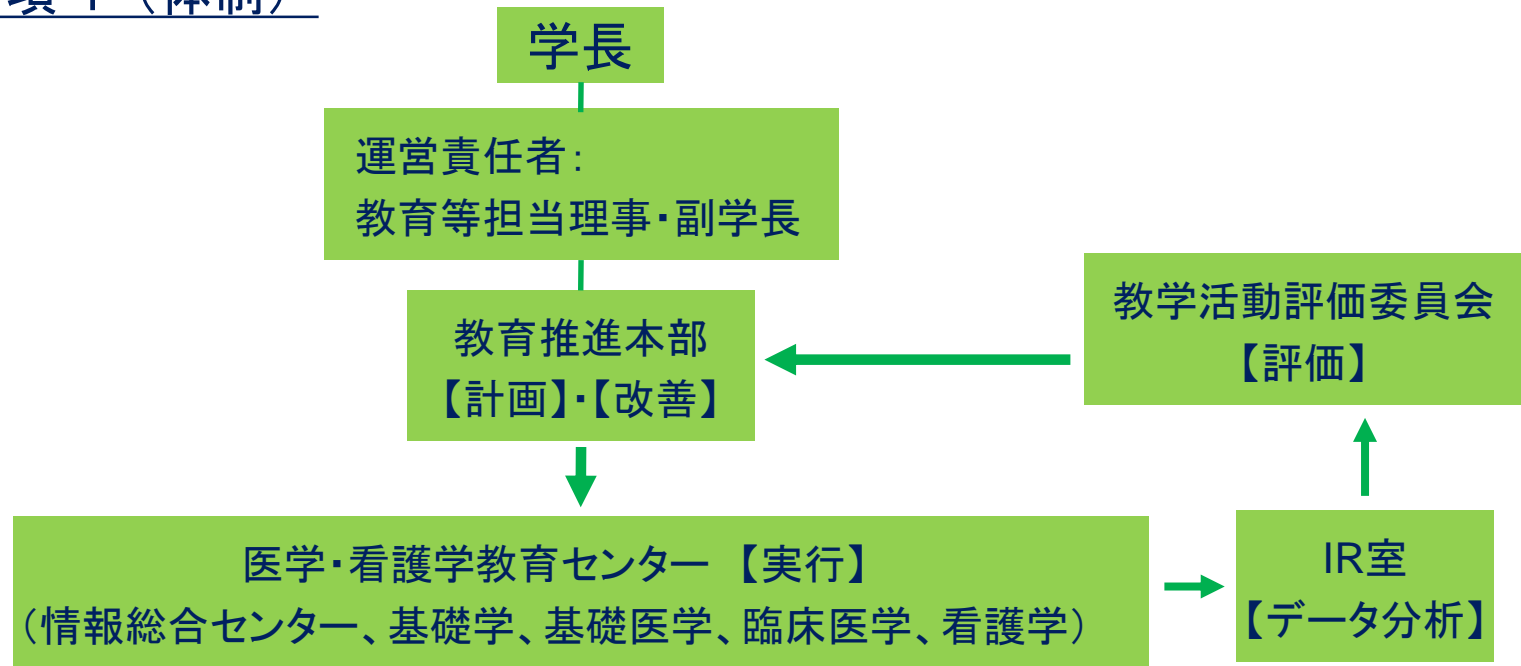 (体制)
学長
運営責任者:
教育等担当理事・副学長
教育推進本部
【計画】・【改善】
教学活動評価委員会
【評価】
医学・看護学教育センター 【実行】
(情報総合センター、基礎学、基礎医学、臨床医学、看護学)
IR室
【データ分析】